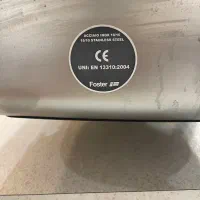 ACCIAIO INOX 18/10
18/10 STAINLESS STEEL
CE
UNI: EN 13310:2004
Foster